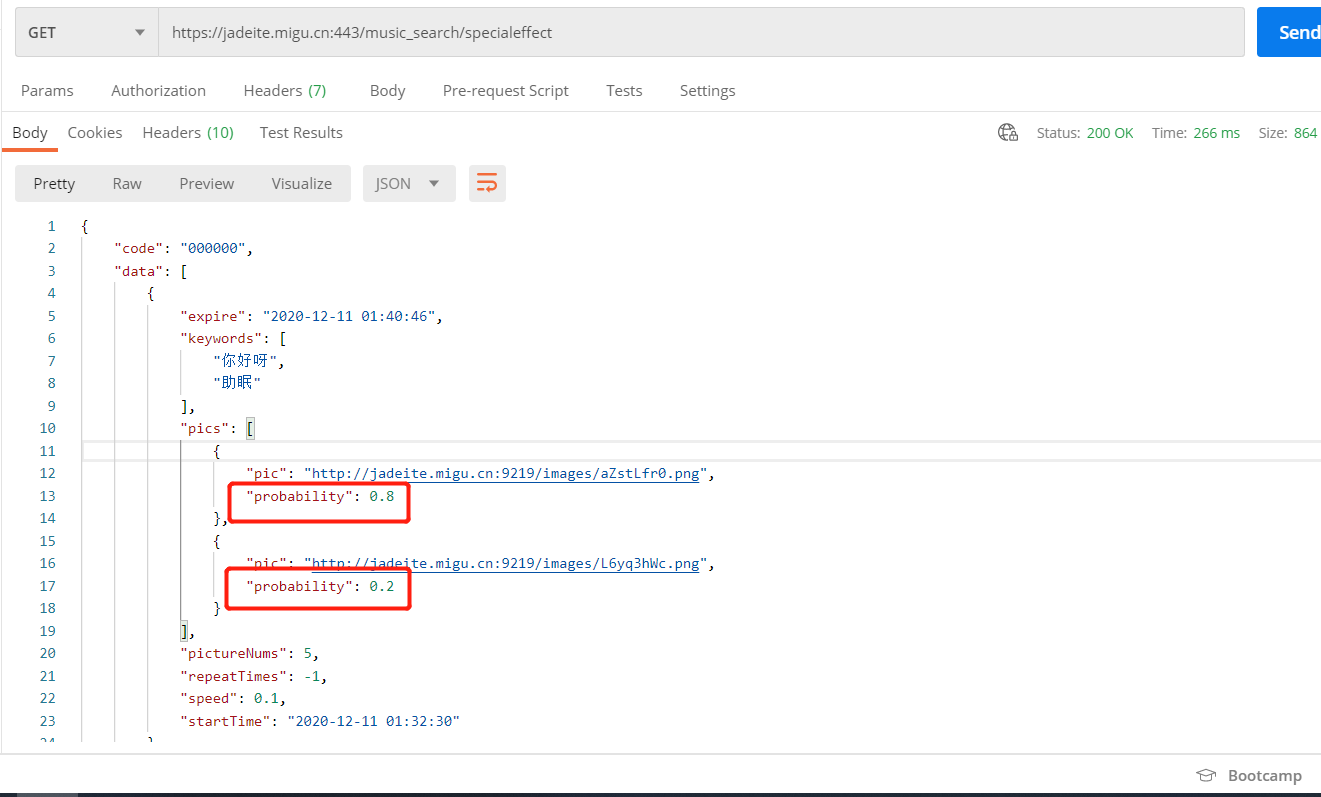 GET https://jadeite.migu.cn:443/music_search/specialeffect Send
Params Authorization Headers (7) Body Pre-request Script Tests Settings
Body Cookies Headers (10) Test Results Status: 200 OK Time: 266 ms Size: 864
Pretty Raw Preview Visualize JSON
1 {
2 "code": "000000",
3 "data": [
4 {
5 "expire": "2020-12-11 01:40:46",
6 "keywords": [
7 "你好呀",
8 "助眠"
9 ],
10 "pics": [
11 {
12 "pic": "http://jadeite.migu.cn:9219/images/aZstLfr0.png",
13 "probability": 0.8
14 },
15 {
16 "pic": "http://jadeite.migu.cn:9219/images/L6yq3hWc.png",
17 "probability": 0.2
18 }
19 ],
20 "pictureNums": 5,
21 "repeatTimes": -1,
22 "speed": 0.1,
23 "startTime": "2020-12-11 01:32:30"
24 }
Bootcamp